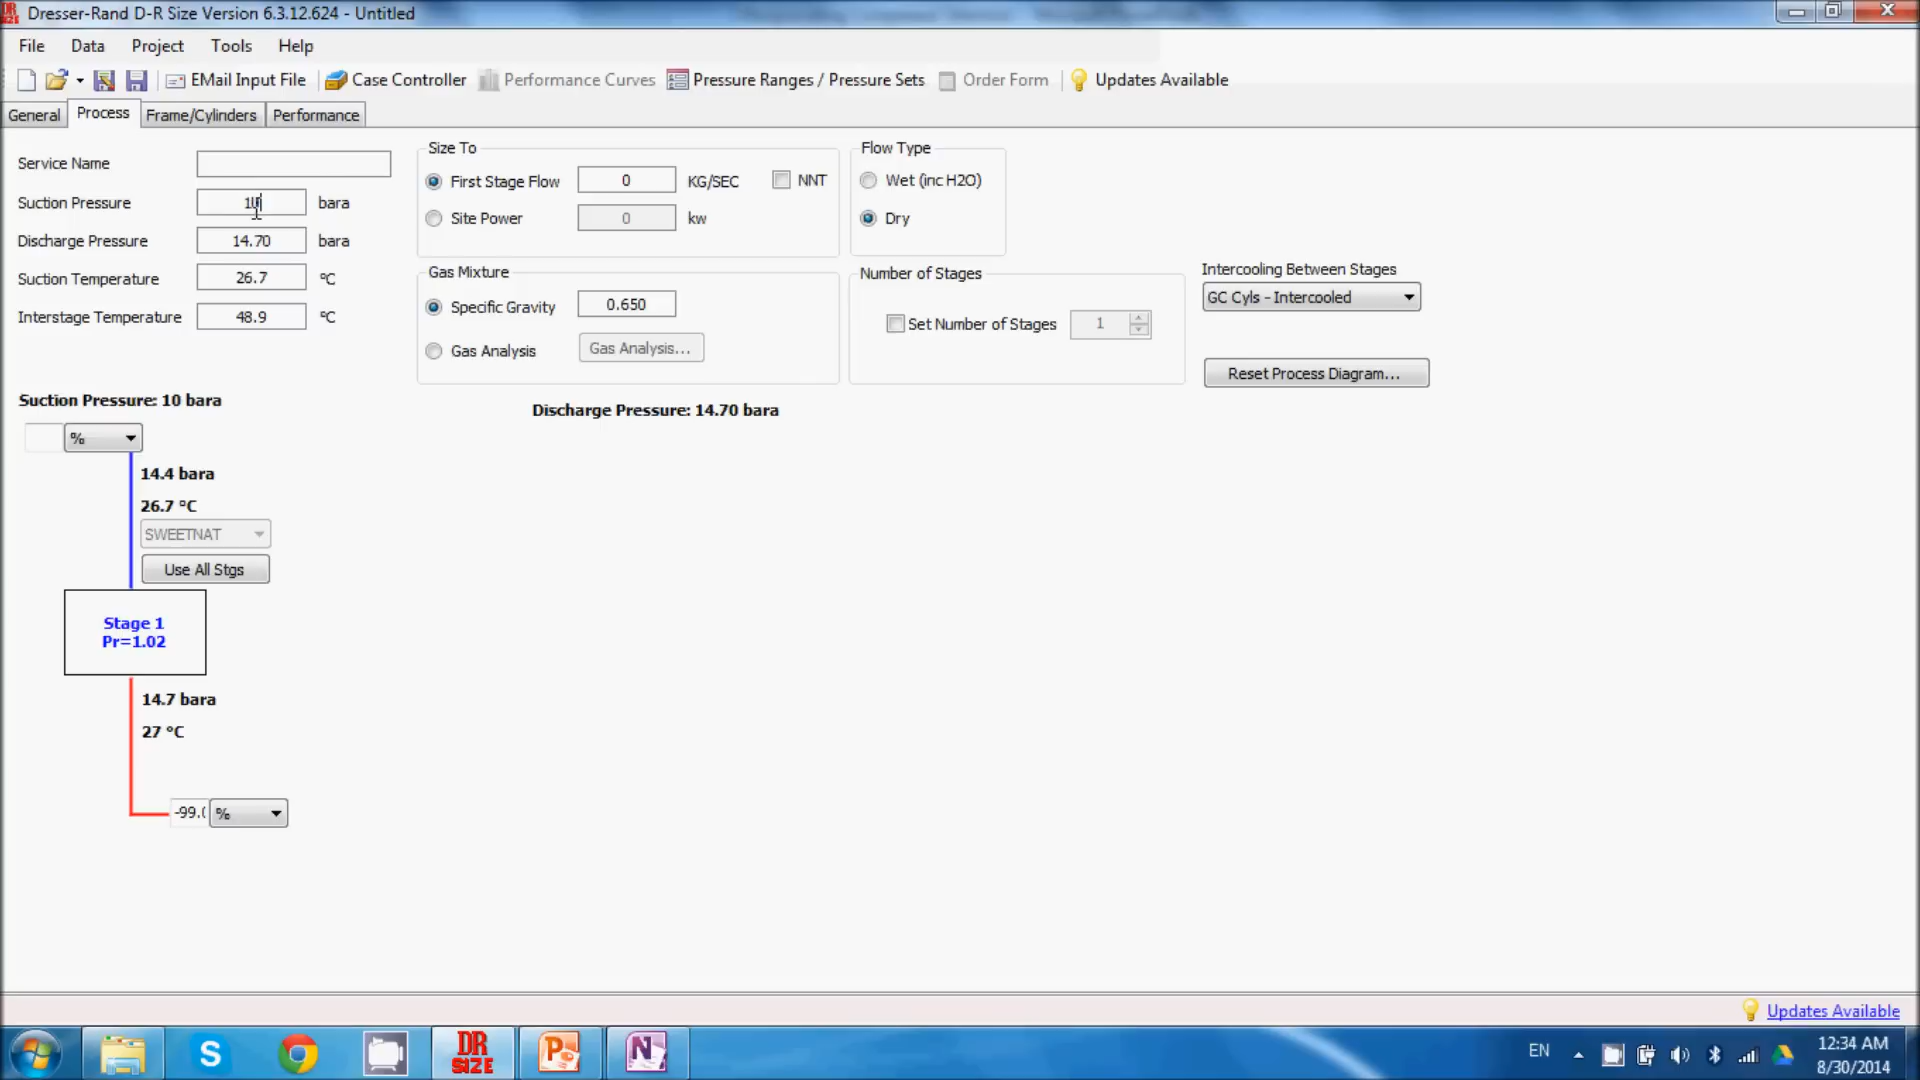 Dresser-Rand D-R Size Version 6.3.12.624 - Untitled
File Data Project Tools Help
EMail Input File Case Controller Performance Curves Pressure Ranges / Pressure Sets Order Form Updates Available
General Process Frame/Cylinders Performance
Service Name
Suction Pressure bara
Discharge Pressure 14.70 bara
Suction Temperature 26.7 ºC
Interstage Temperature 48.9 ºC
Size To
First Stage Flow 0 KG/SEC NNT
Site Power 0 kw
Flow Type
Wet (inc H2O)
Dry
Gas Mixture
Specific Gravity 0.650
Gas Analysis Gas Analysis...
Number of Stages
Set Number of Stages 1
Intercooling Between Stages
GC Cyls - Intercooled
Reset Process Diagram...
Suction Pressure: 10 bara
Discharge Pressure: 14.70 bara
%
14.4 bara
26.7 ºC
SWEETNAT
Use All Stgs
Stage 1
Pr=1.02
14.7 bara
27 ºC
%
Updates Available
S
DR
SIZE
P
N
EN
12:34 AM
8/30/2014